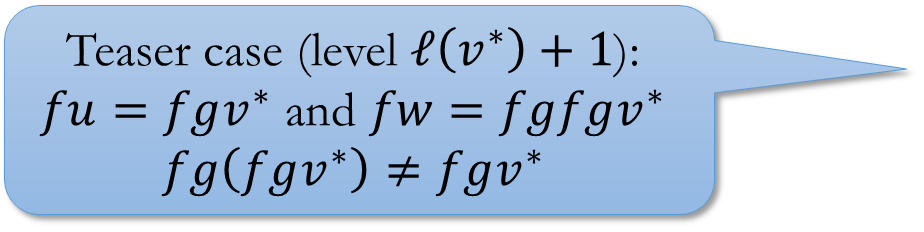 Teaser case (level ℓ(v*) + 1):
fu = fgv* and fw = fgfgv*
fg(fgv*) ≠ fgv*